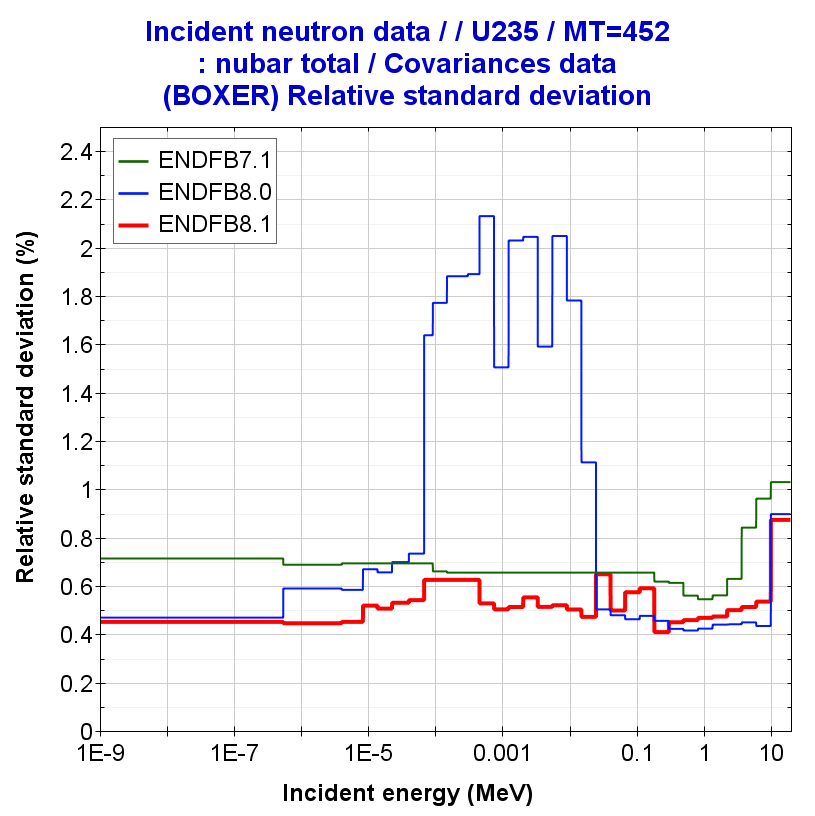 Incident neutron data / / U235 / MT=452
: nubar total / Covariances data
(BOXER) Relative standard deviation
ENDFB7.1
ENDFB8.0
ENDFB8.1
Relative standard deviation (%)
2.4
2.2
2
1.8
1.6
1.4
1.2
1
0.8
0.6
0.4
0.2
0
1E-9
1E-7
1E-5
0.001
0.1
1
10
Incident energy (MeV)